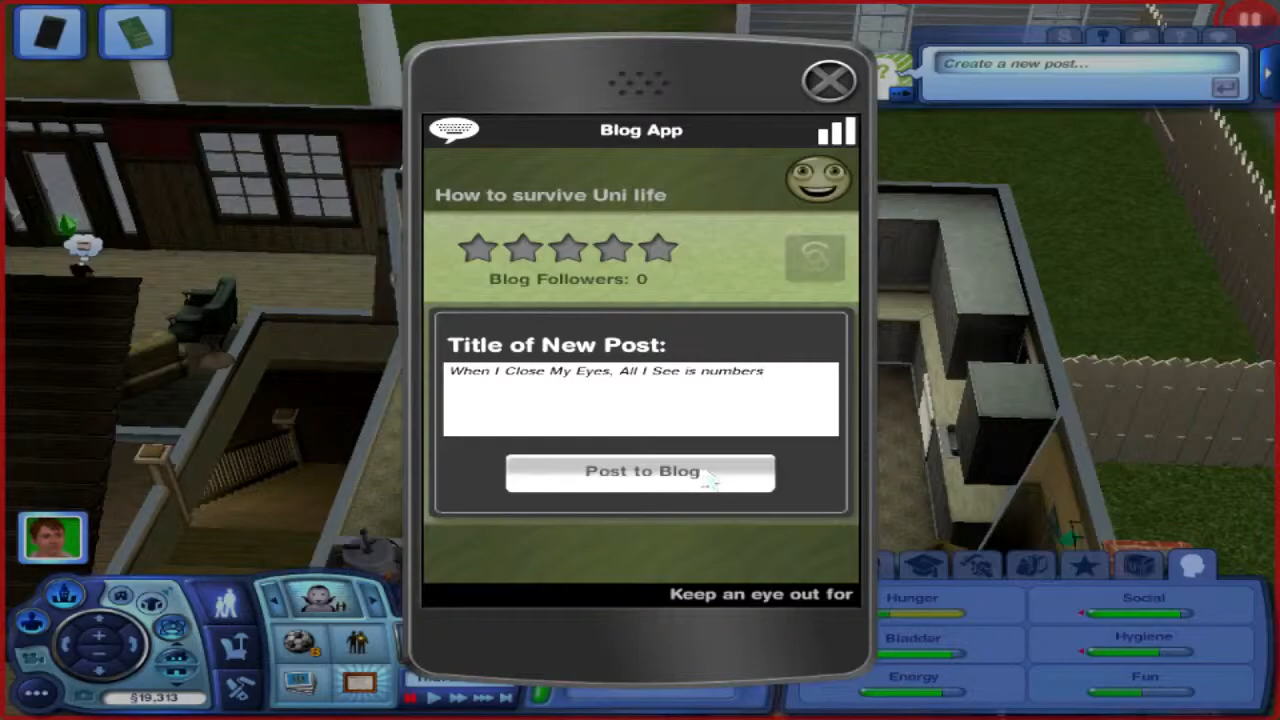 Create a new post...
Blog App
How to survive Uni life
Blog Followers: 0
Title of New Post:
When I Close My Eyes, All I See is numbers
Post to Blog
Keep an eye out for
Hunger
Social
Bladder
Hygiene
Energy
Fun
§19,313